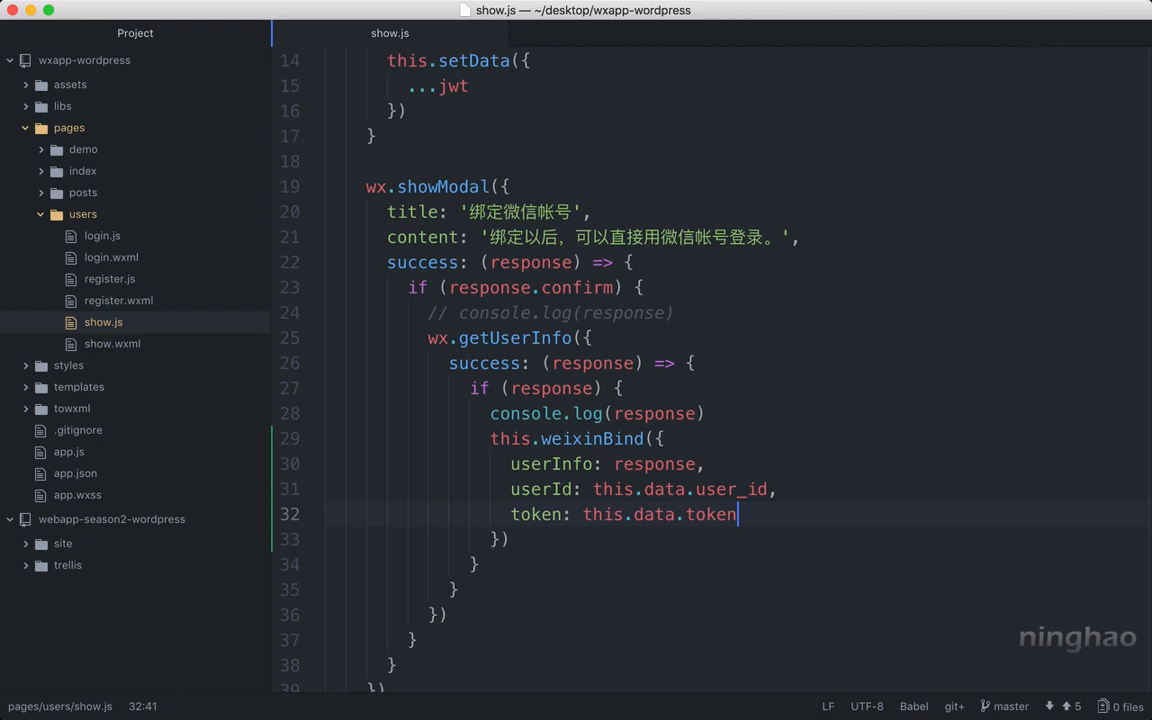 show.js — ~/desktop/wxapp-wordpress
Project
show.js
wxapp-wordpress
assets
libs
pages
demo
index
posts
users
login.js
login.wxml
register.js
register.wxml
show.js
show.wxml
styles
templates
towxml
.gitignore
app.js
app.json
app.wxss
webapp-season2-wordpress
site
trellis
14 this.setData({
15 ...jwt
16 })
17 }
18
19 wx.showModal({
20 title: '绑定微信帐号',
21 content: '绑定以后，可以直接用微信帐号登录。',
22 success: (response) => {
23 if (response.confirm) {
24 // console.log(response)
25 wx.getUserInfo({
26 success: (response) => {
27 if (response) {
28 console.log(response)
29 this.weixinBind({
30 userInfo: response,
31 userId: this.data.user_id,
32 token: this.data.token
33 })
34 }
35 }
36 })
37 }
38 }
39 })
ninghao
pages/users/show.js 32:41 LF UTF-8 Babel git+ master 5 0 files